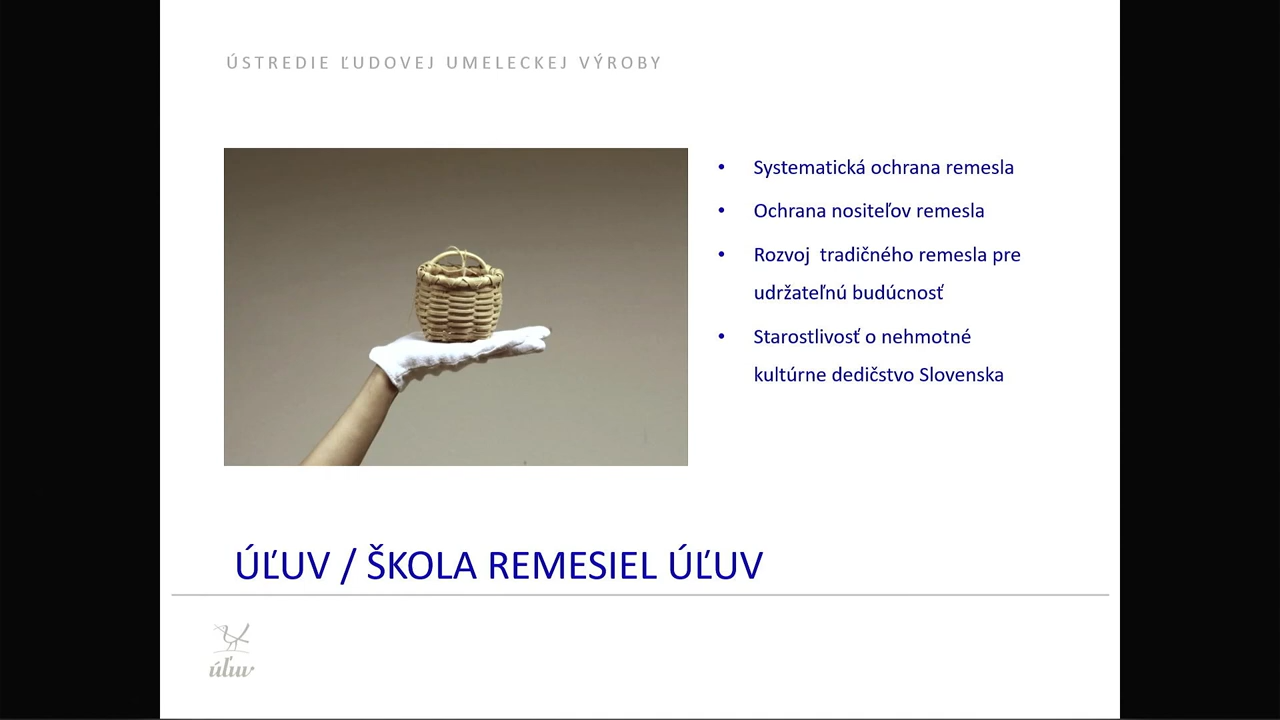 ÚSTREDIE ĽUDOVEJ UMELECKEJ VÝROBY
• Systematická ochrana remesla
• Ochrana nositeľov remesla
• Rozvoj tradičného remesla pre
udržateľnú budúcnosť
• Starostlivosť o nehmotné
kultúrne dedičstvo Slovenska
ÚĽUV / ŠKOLA REMESIEL ÚĽUV
úľuv